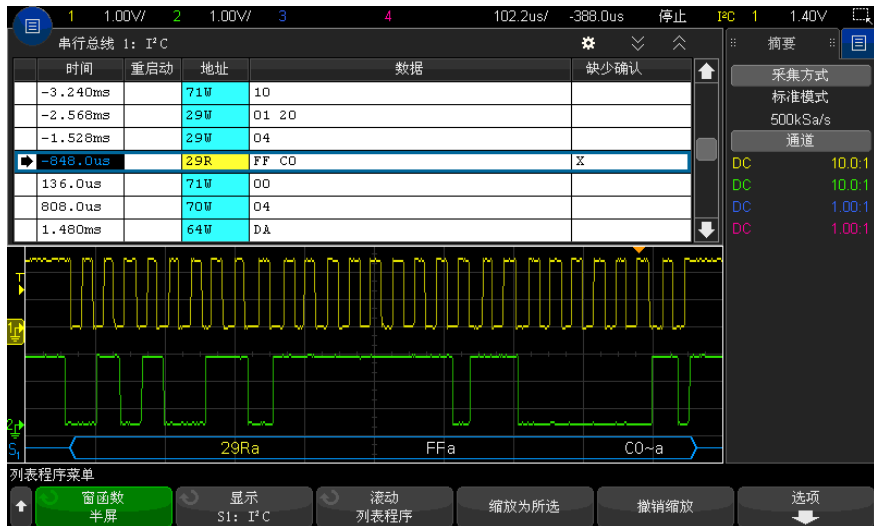 1 1.00V/ 2 1.00V/ 3 4 102.2us/ -388.0us 停止 I²C 1 1.40V
串行总线 1: I²C
摘要
时间 重启动 地址 数据 缺少确认
-3.240ms 71W 10
-2.568ms 29W 01 20
-1.528ms 29W 04
-848.0us 29R FF C0 X
136.0us 71W 00
808.0us 70W 04
1.480ms 64W DA
采集方式
标准模式
500kSa/s
通道
DC 10.0:1
DC 10.0:1
DC 1.00:1
DC 1.00:1
T
1
2
S1 29Ra FFa C0~a
列表程序菜单
窗函数 显示 滚动 缩放为所选 撤销缩放 选项
半屏 S1: I²C 列表程序